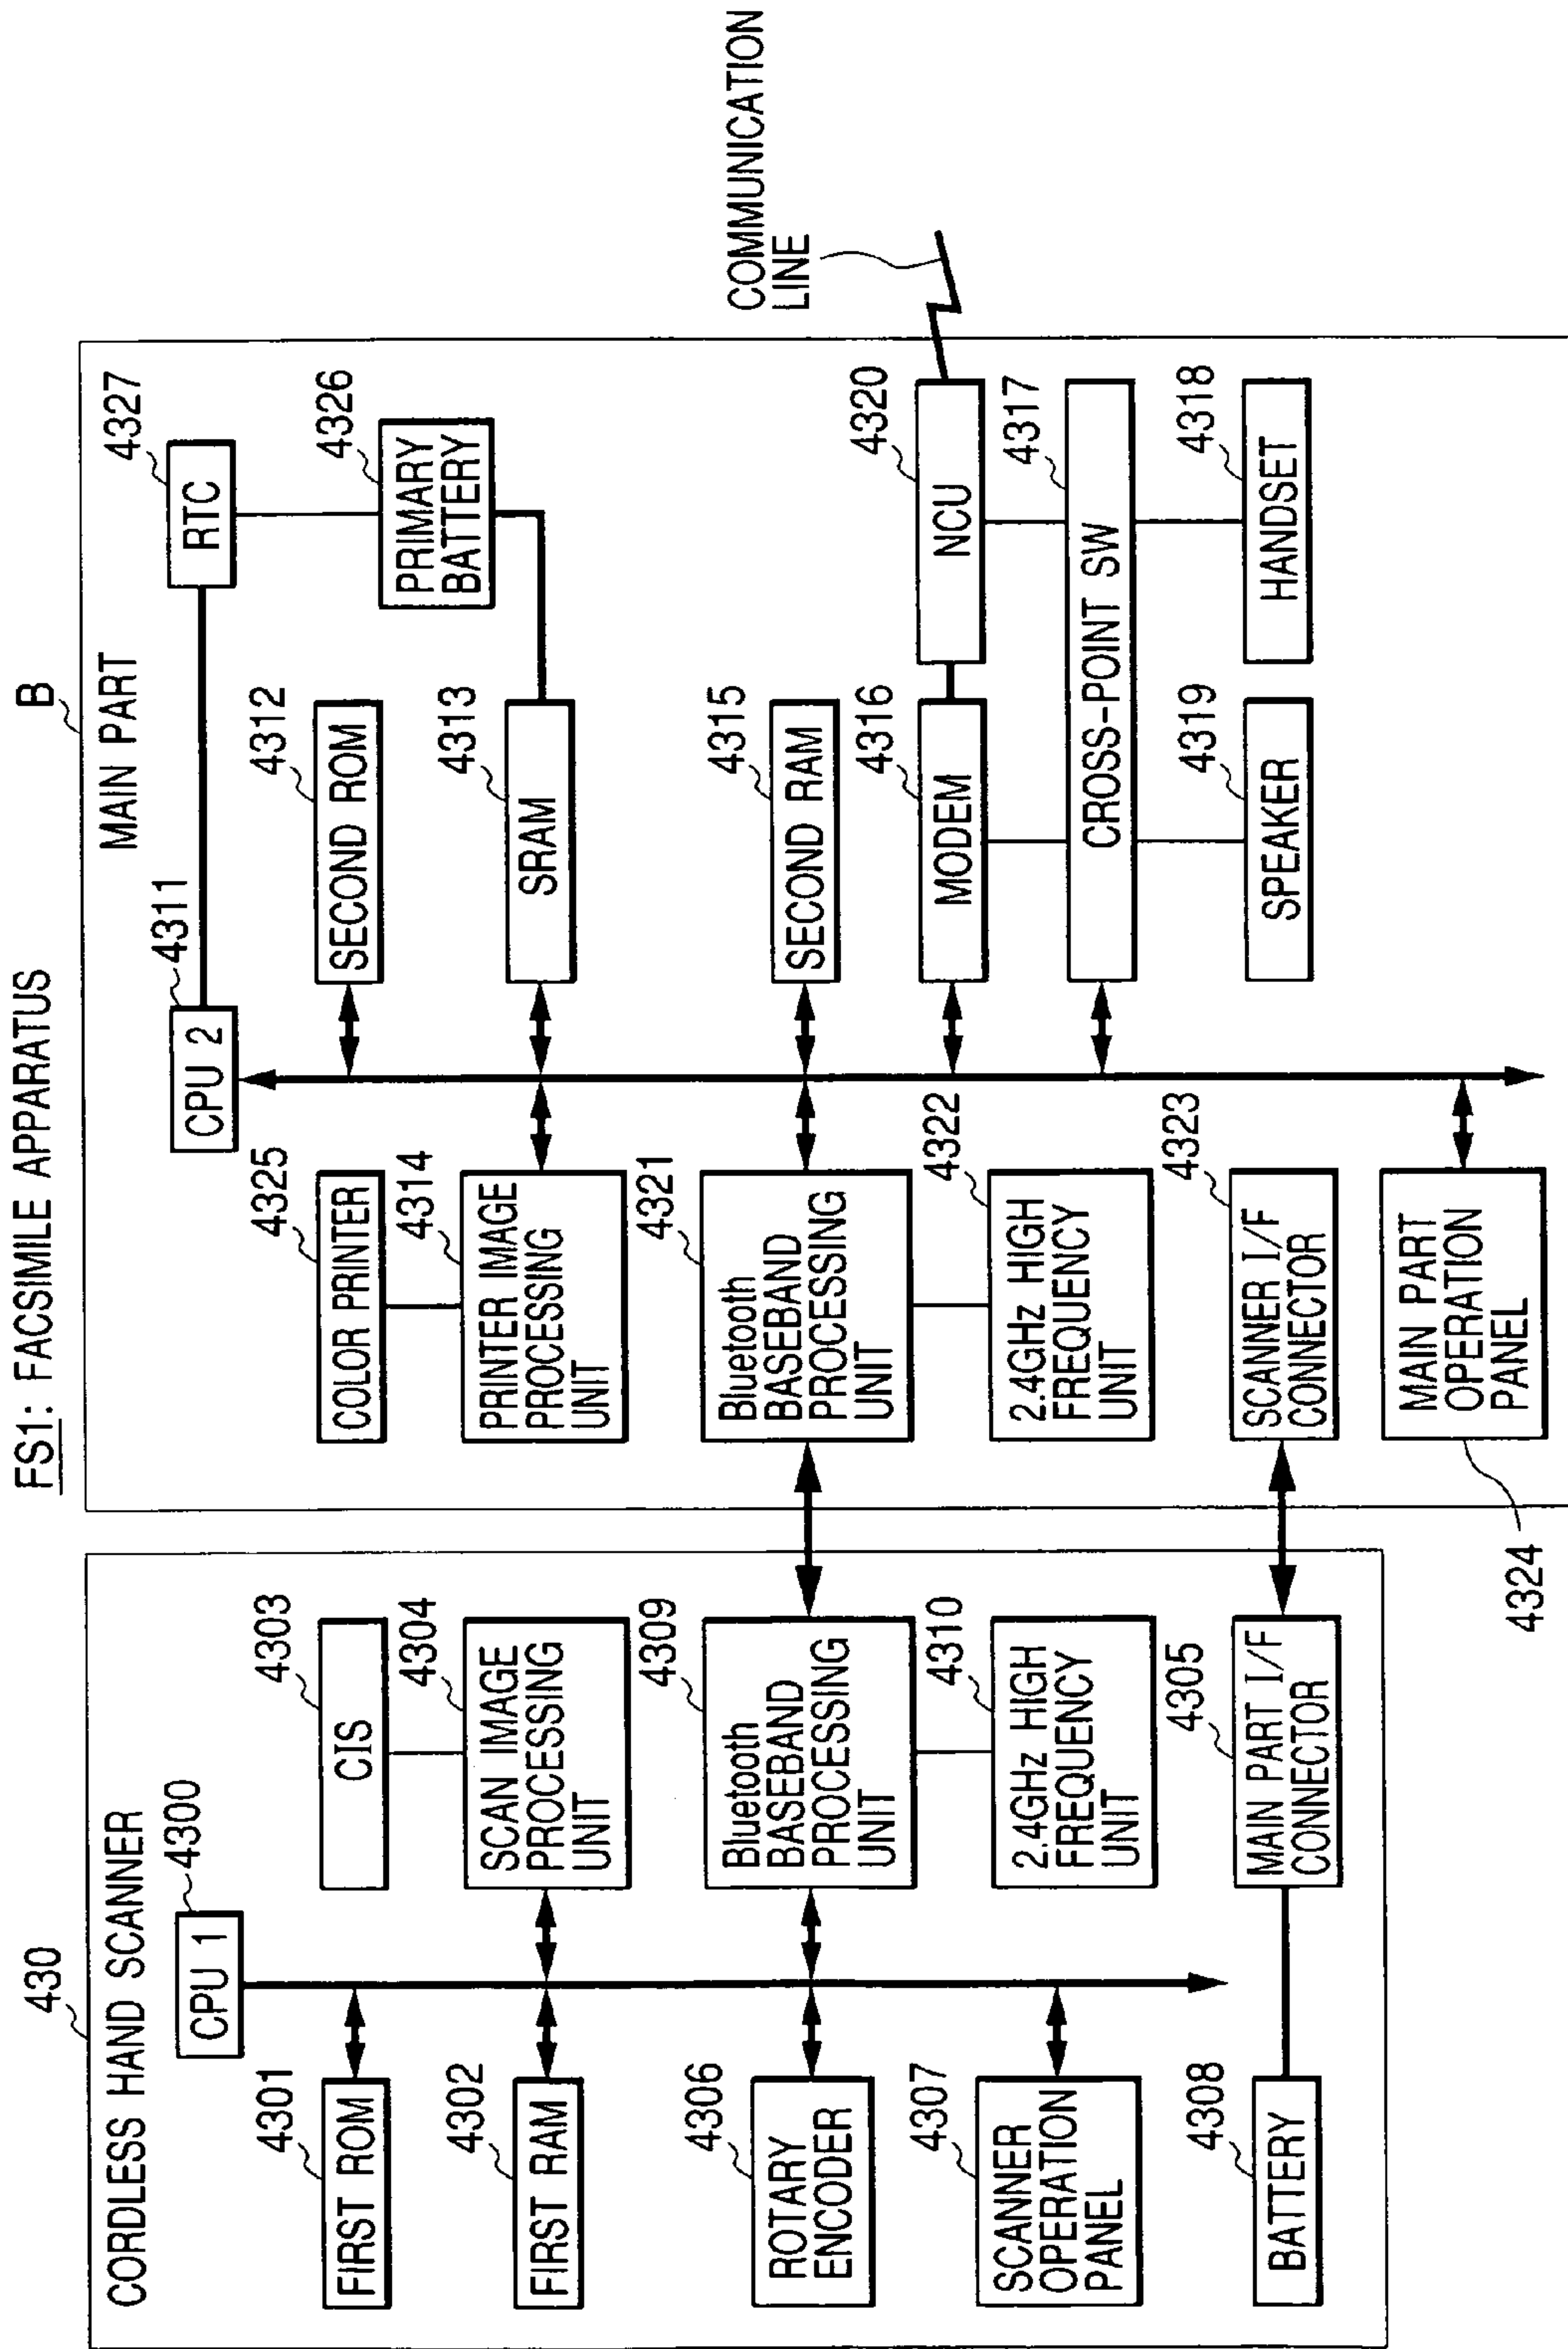 FS1: FACSIMILE APPARATUS
430
CORDLESS HAND SCANNER
4300
CPU 1
4301
FIRST ROM
4302
FIRST RAM
4306
ROTARY
ENCODER
4307
SCANNER
OPERATION
PANEL
4308
BATTERY
4303
CIS
4304
SCAN IMAGE
PROCESSING
UNIT
4309
Bluetooth
BASEBAND
PROCESSING
UNIT
4310
2.4GHz HIGH
FREQUENCY
UNIT
4305
MAIN PART I/F
CONNECTOR
B
MAIN PART
4311
CPU 2
4327
RTC
4325
COLOR PRINTER
4314
PRINTER IMAGE
PROCESSING
UNIT
4321
Bluetooth
BASEBAND
PROCESSING
UNIT
4322
2.4GHz HIGH
FREQUENCY
UNIT
4323
SCANNER I/F
CONNECTOR
MAIN PART
OPERATION
PANEL
4324
4312
SECOND ROM
4326
PRIMARY
BATTERY
4313
SRAM
4315
SECOND RAM
4316
MODEM
4320
NCU
4317
CROSS-POINT SW
4319
SPEAKER
4318
HANDSET
COMMUNICATION
LINE